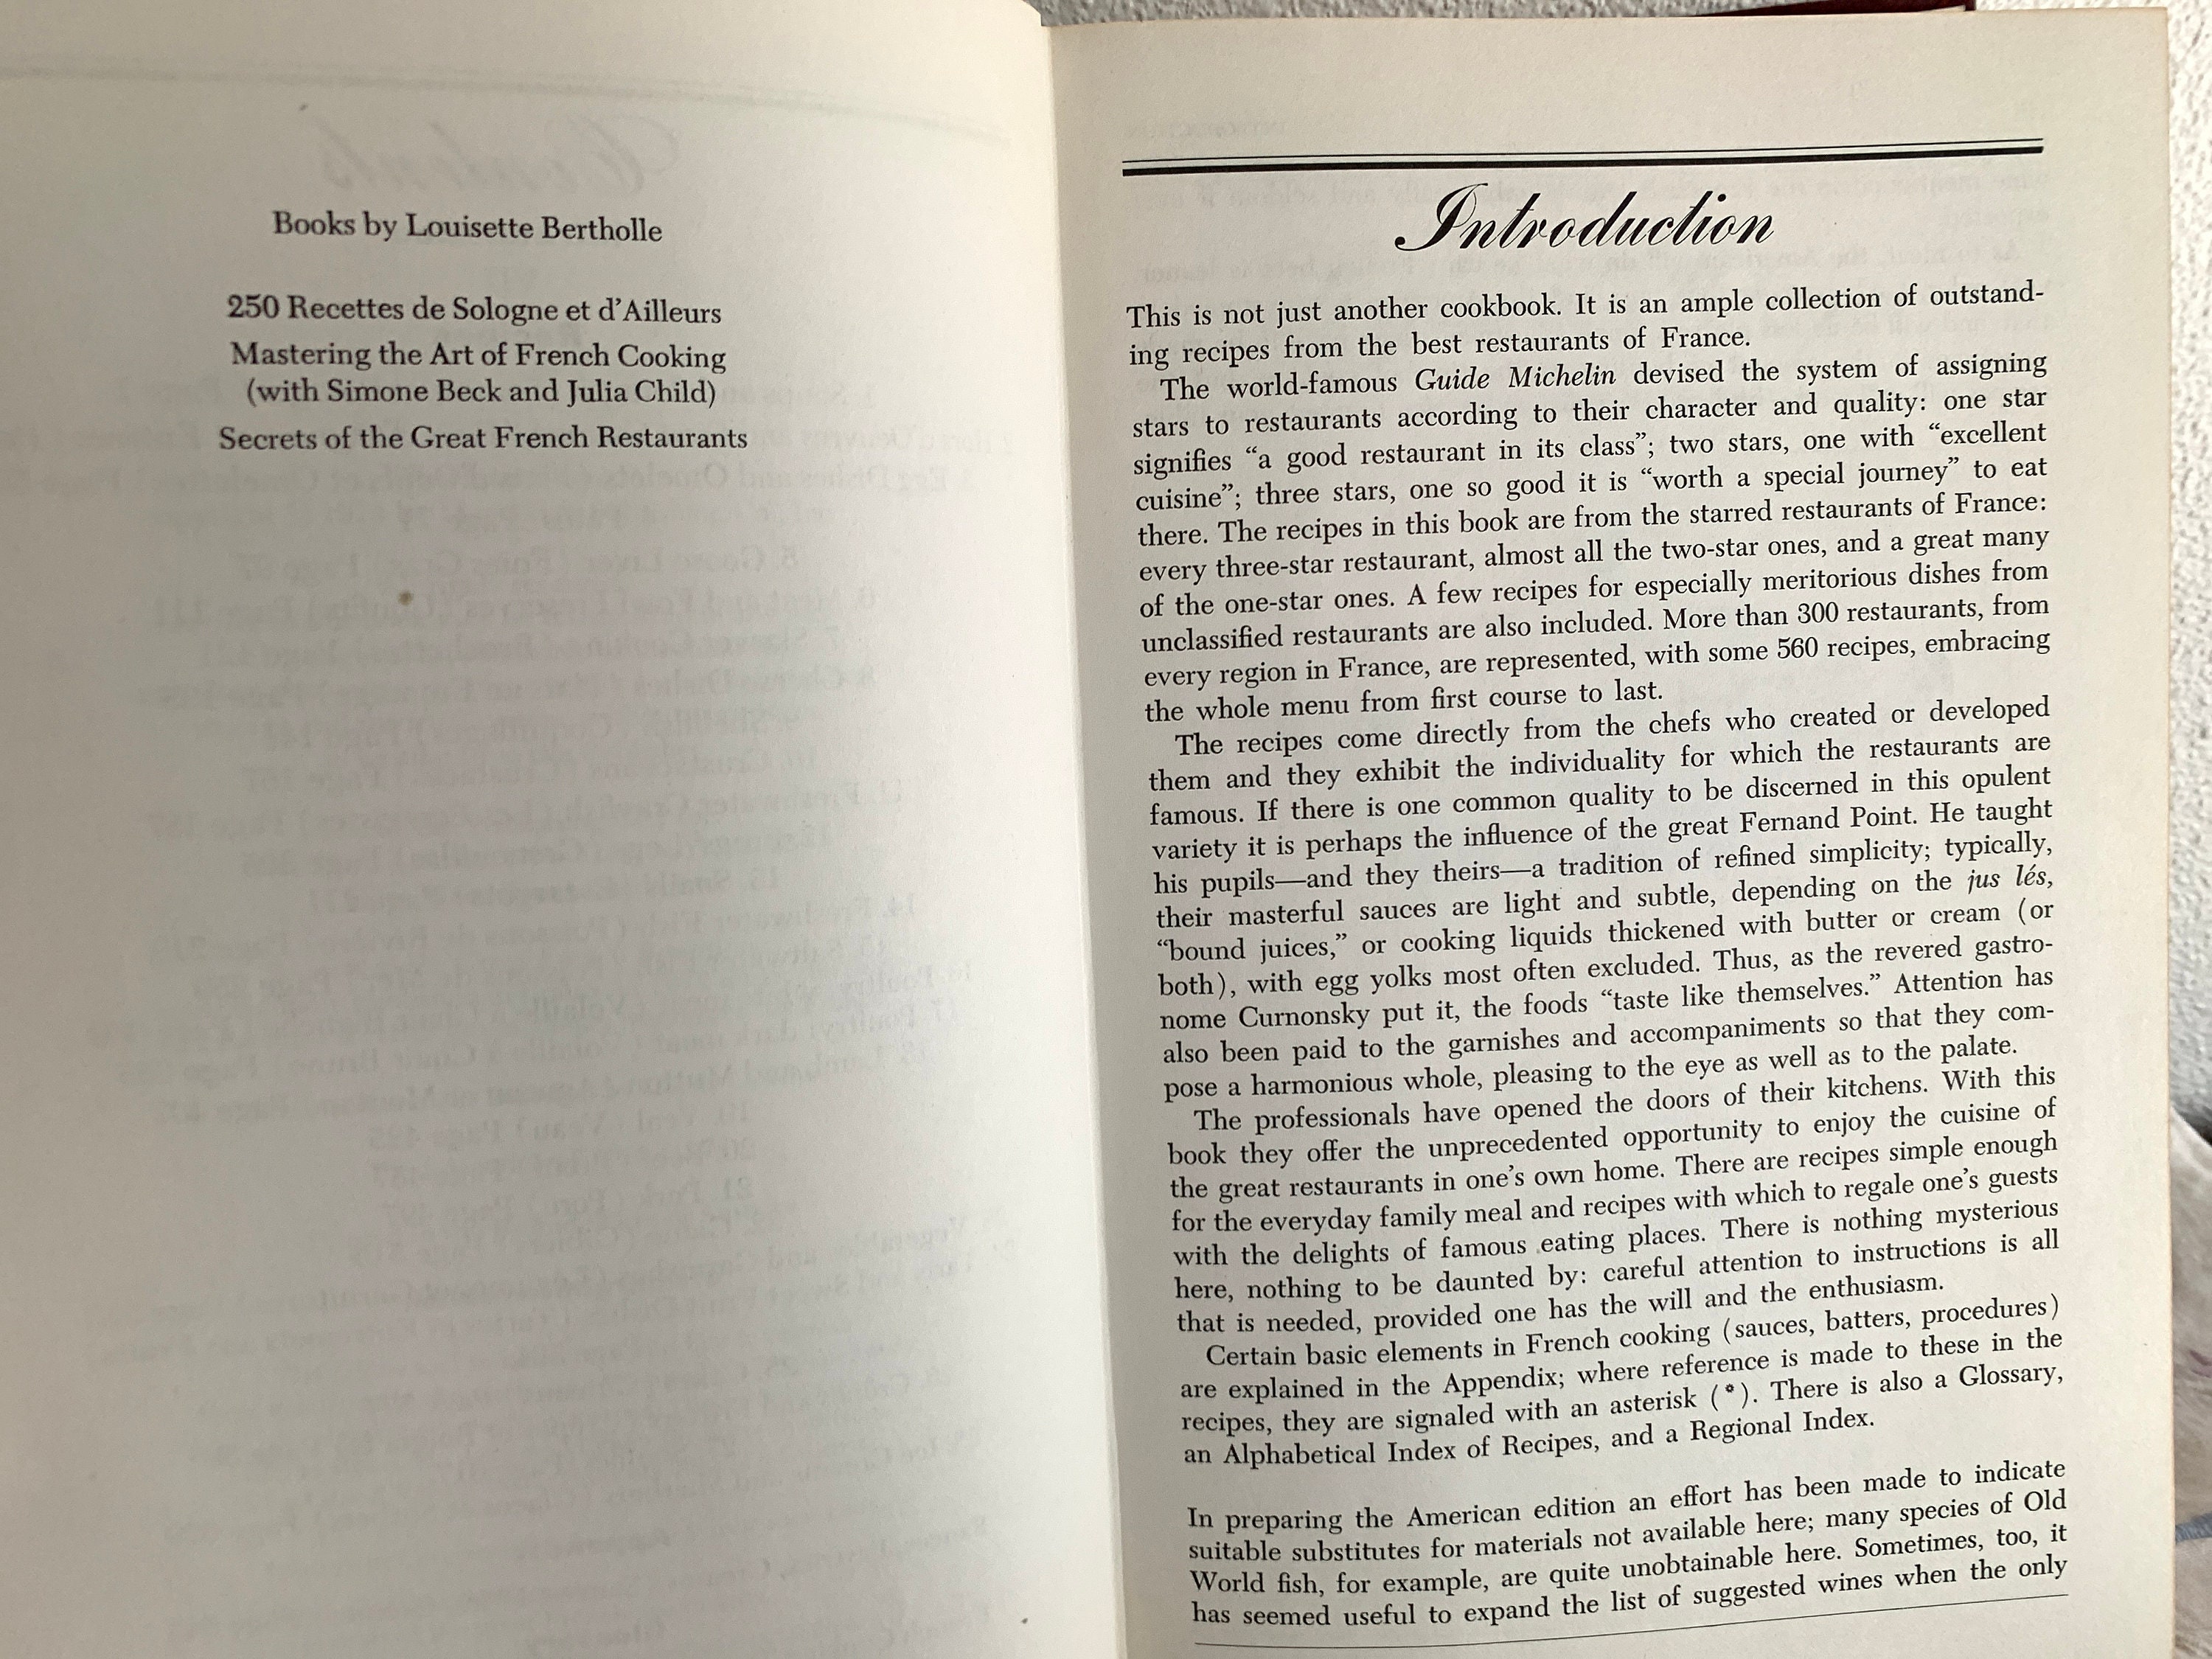 Books by Louisette Bertholle
250 Recettes de Sologne et d'Ailleurs
Mastering the Art of French Cooking
(with Simone Beck and Julia Child)
Secrets of the Great French Restaurants
Introduction
This is not just another cookbook. It is an ample collection of outstand-
ing recipes from the best restaurants of France.
The world-famous Guide Michelin devised the system of assigning
stars to restaurants according to their character and quality: one star
signifies “a good restaurant in its class”; two stars, one with “excellent
cuisine”; three stars, one so good it is “worth a special journey” to eat
there. The recipes in this book are from the starred restaurants of France:
every three-star restaurant, almost all the two-star ones, and a great many
of the one-star ones. A few recipes for especially meritorious dishes from
unclassified restaurants are also included. More than 300 restaurants, from
every region in France, are represented, with some 560 recipes, embracing
the whole menu from first course to last.
The recipes come directly from the chefs who created or developed
them and they exhibit the individuality for which the restaurants are
famous. If there is one common quality to be discerned in this opulent
variety it is perhaps the influence of the great Fernand Point. He taught
his pupils—and they theirs—a tradition of refined simplicity; typically,
their masterful sauces are light and subtle, depending on the jus lés,
“bound juices,” or cooking liquids thickened with butter or cream (or
both), with egg yolks most often excluded. Thus, as the revered gastro-
nome Curnonsky put it, the foods “taste like themselves.” Attention has
also been paid to the garnishes and accompaniments so that they com-
pose a harmonious whole, pleasing to the eye as well as to the palate.
The professionals have opened the doors of their kitchens. With this
book they offer the unprecedented opportunity to enjoy the cuisine of
the great restaurants in one's own home. There are recipes simple enough
for the everyday family meal and recipes with which to regale one's guests
with the delights of famous eating places. There is nothing mysterious
here, nothing to be daunted by: careful attention to instructions is all
that is needed, provided one has the will and the enthusiasm.
Certain basic elements in French cooking (sauces, batters, procedures)
are explained in the Appendix; where reference is made to these in the
recipes, they are signaled with an asterisk (*). There is also a Glossary,
an Alphabetical Index of Recipes, and a Regional Index.
In preparing the American edition an effort has been made to indicate
suitable substitutes for materials not available here; many species of Old
World fish, for example, are quite unobtainable here. Sometimes, too, it
has seemed useful to expand the list of suggested wines when the only